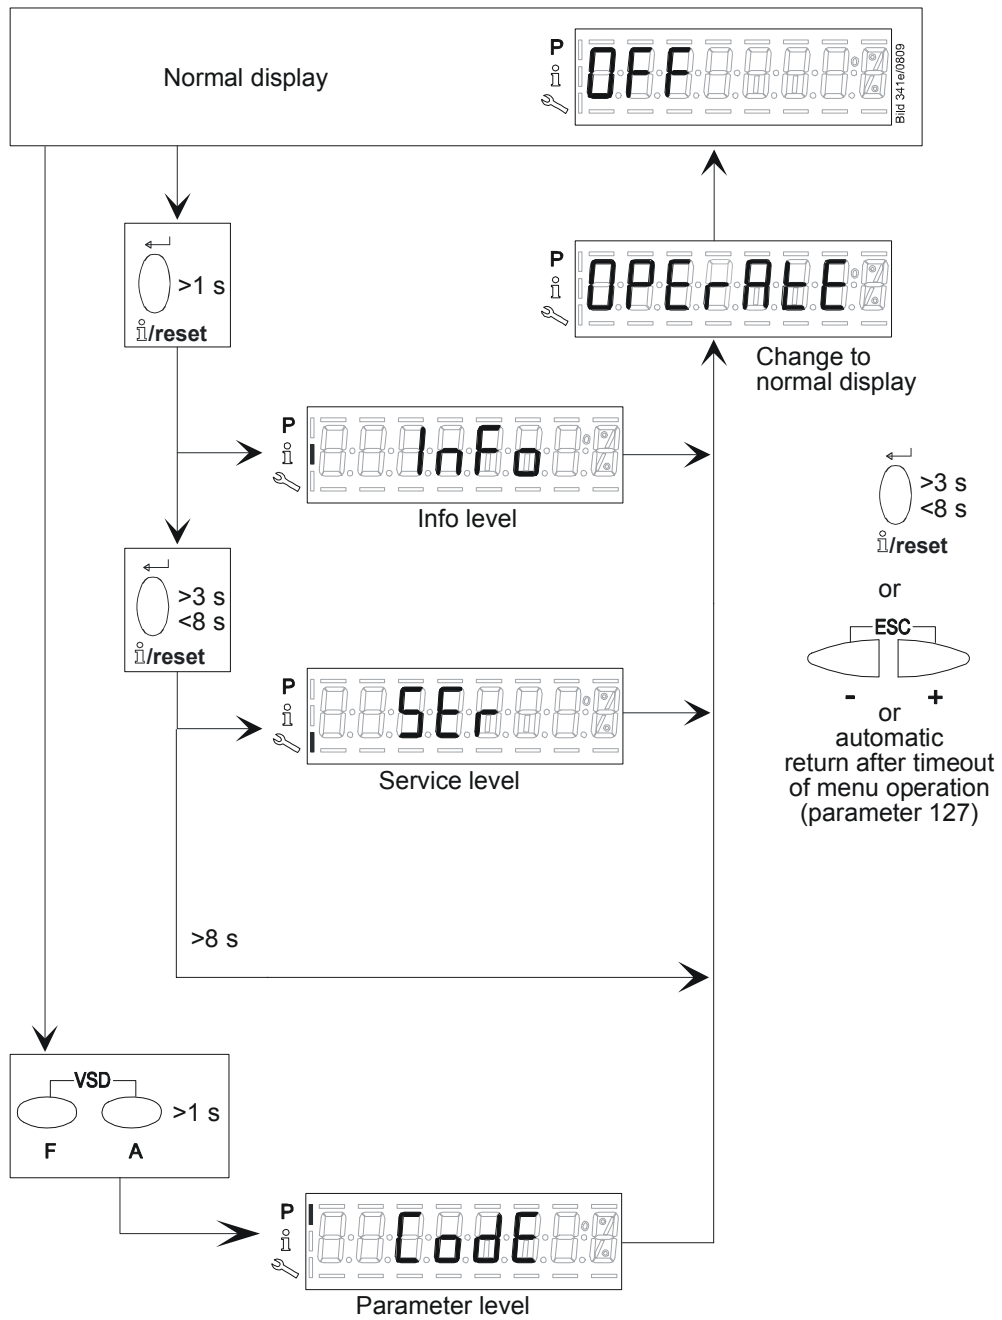 Normal display
P
i
OFF
Bild 341e/0809
>1 s
i/reset
P
i
OPErAtE
Change to
normal display
P
i
InFo
Info level
>3 s
<8 s
i/reset
or
ESC
- +
or
automatic
return after timeout
of menu operation
(parameter 127)
>3 s
<8 s
i/reset
P
i
SEr
Service level
>8 s
VSD
>1 s
F A
P
i
CodE
Parameter level